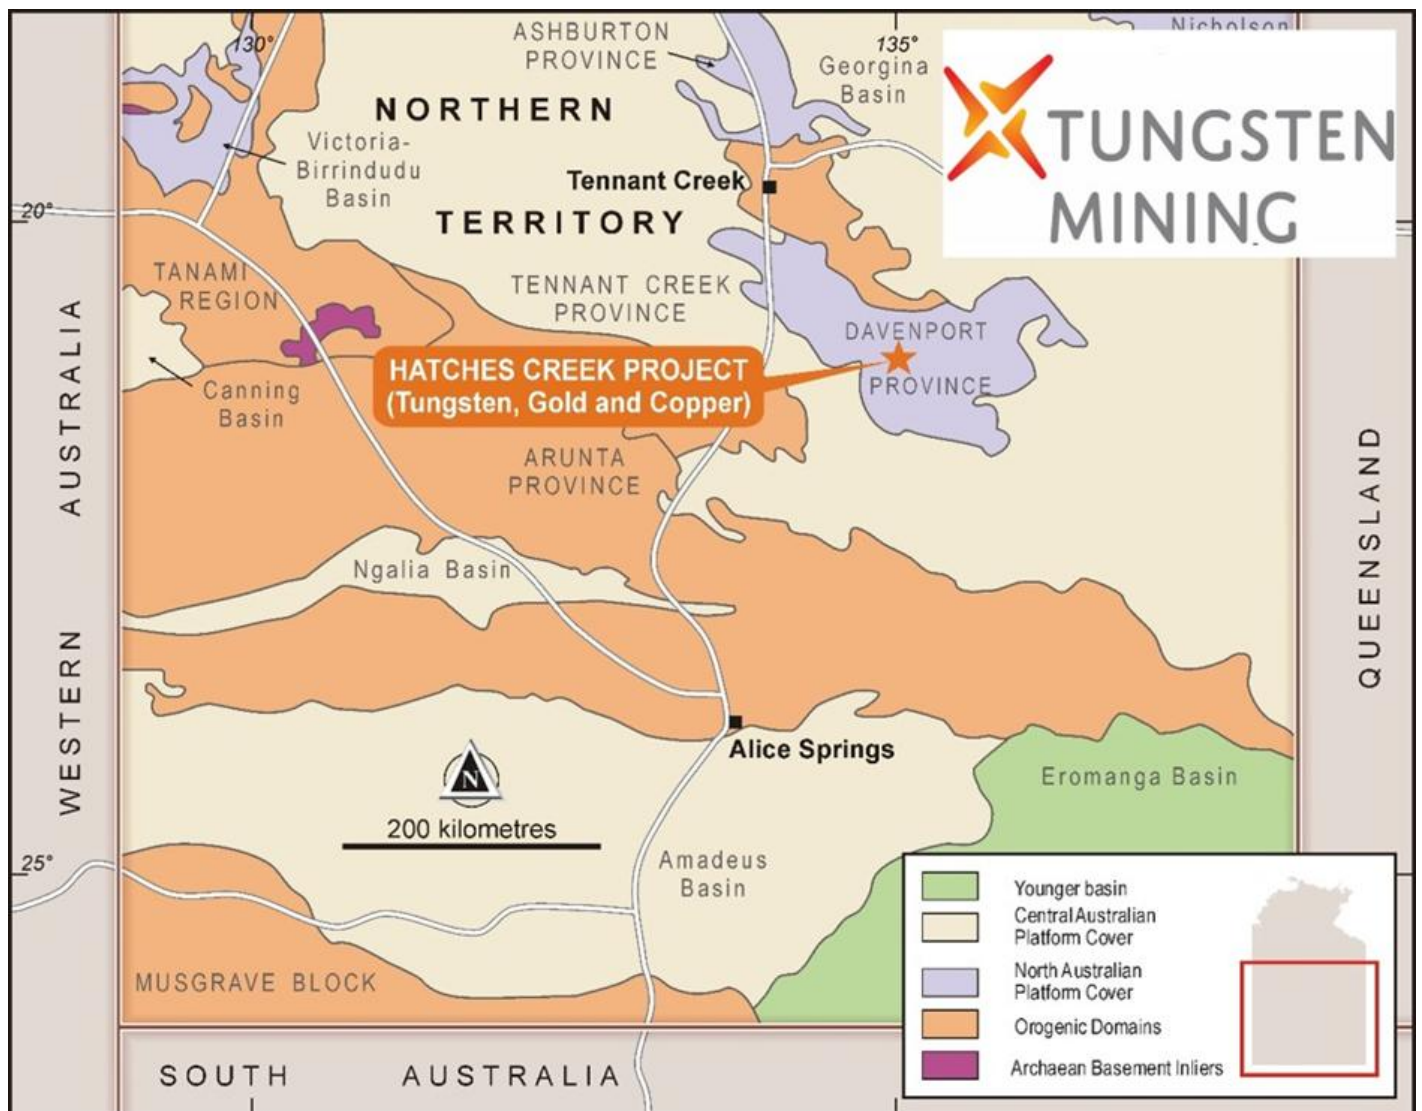 130°
135°
Nicholson
ASHBURTON
PROVINCE
Georgina
Basin
TUNGSTEN
MINING
NORTHERN
TERRITORY
Victoria-
Birrindudu
Basin
Tennant Creek
20°
TANAMI
REGION
TENNANT CREEK
PROVINCE
DAVENPORT
PROVINCE
HATCHES CREEK PROJECT
(Tungsten, Gold and Copper)
Canning
Basin
ARUNTA
PROVINCE
WESTERN AUSTRALIA
QUEENSLAND
Ngalia Basin
Alice Springs
Eromanga Basin
N
200 kilometres
25°
Amadeus
Basin
MUSGRAVE BLOCK
SOUTH AUSTRALIA
Younger basin
Central Australian
Platform Cover
North Australian
Platform Cover
Orogenic Domains
Archaean Basement Inliers